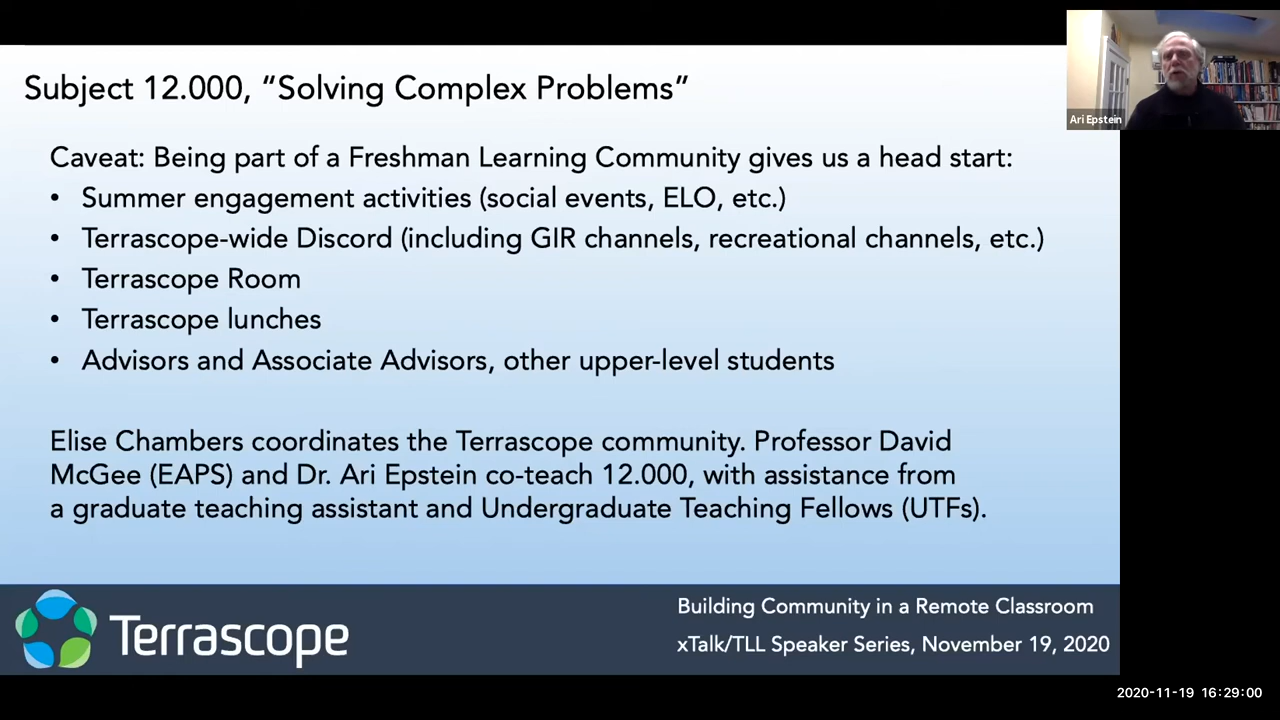 Subject 12.000, “Solving Complex Problems”
Ari Epstein
Caveat: Being part of a Freshman Learning Community gives us a head start:
• Summer engagement activities (social events, ELO, etc.)
• Terrascope-wide Discord (including GIR channels, recreational channels, etc.)
• Terrascope Room
• Terrascope lunches
• Advisors and Associate Advisors, other upper-level students
Elise Chambers coordinates the Terrascope community. Professor David
McGee (EAPS) and Dr. Ari Epstein co-teach 12.000, with assistance from
a graduate teaching assistant and Undergraduate Teaching Fellows (UTFs).
Terrascope
Building Community in a Remote Classroom
xTalk/TLL Speaker Series, November 19, 2020
2020-11-19 16:29:00